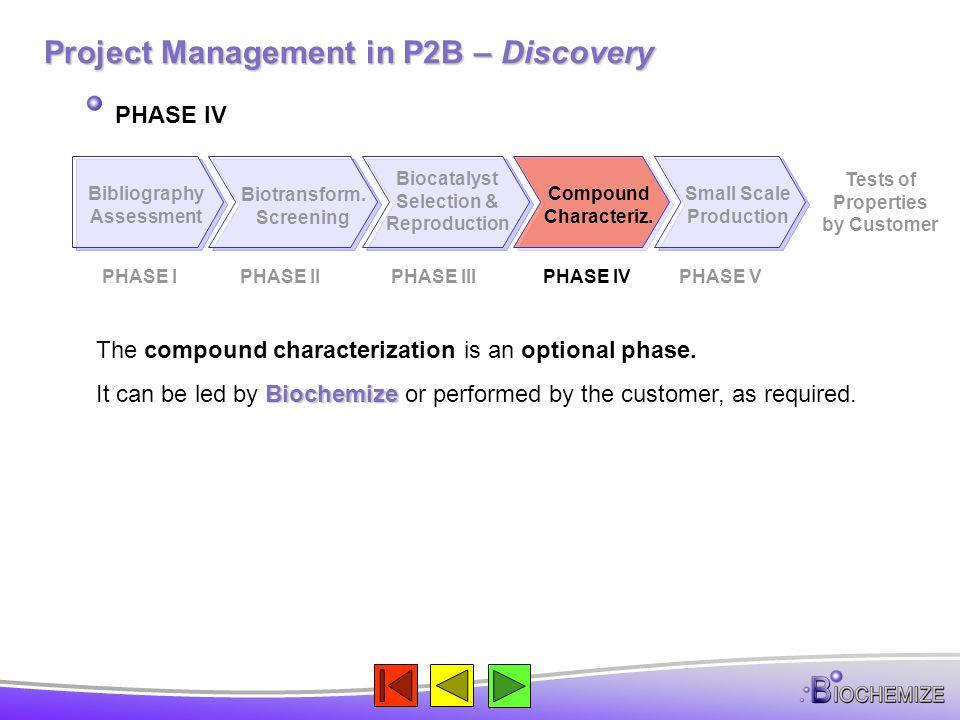 Project Management in P2B – Discovery
PHASE IV
Bibliography
Assessment
Biotransform.
Screening
Biocatalyst
Selection &
Reproduction
Compound
Characteriz.
Small Scale
Production
Tests of
Properties
by Customer
PHASE I
PHASE II
PHASE III
PHASE IV
PHASE V
The compound characterization is an optional phase.
It can be led by Biochemize or performed by the customer, as required.
BIOCHEMIZE